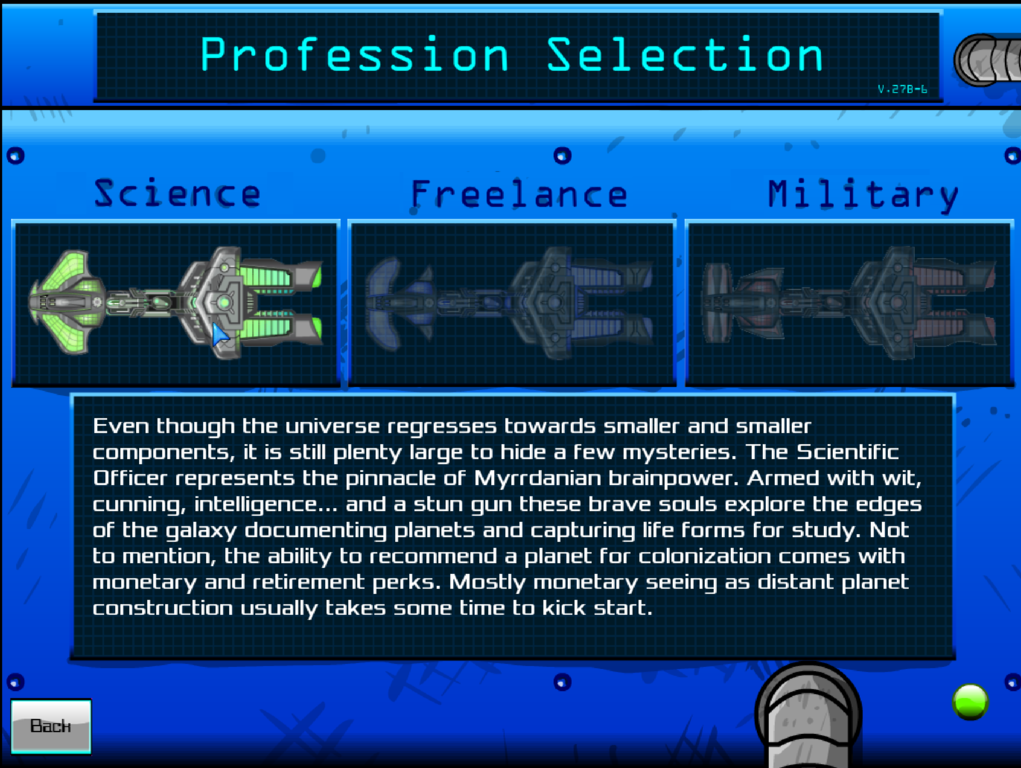 Profession Selection
V.27B-6
Science Freelance Military
Even though the universe regresses towards smaller and smaller
components, it is still plenty large to hide a few mysteries. The Scientific
Officer represents the pinnacle of Myrrdanian brainpower. Armed with wit,
cunning, intelligence... and a stun gun these brave souls explore the edges
of the galaxy documenting planets and capturing life forms for study. Not
to mention, the ability to recommend a planet for colonization comes with
monetary and retirement perks. Mostly monetary seeing as distant planet
construction usually takes some time to kick start.
Back